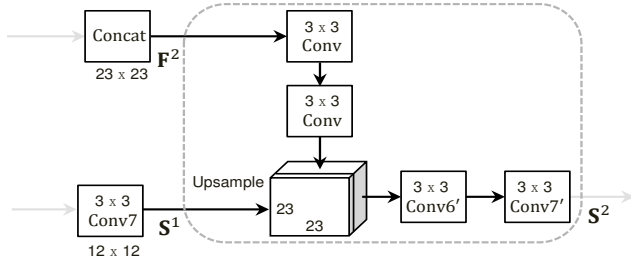 Concat
23 x 23
F²
3 x 3
Conv
3 x 3
Conv
Upsample
3 x 3
Conv7
12 x 12
S¹
23
23
3 x 3
Conv6′
3 x 3
Conv7′
S²